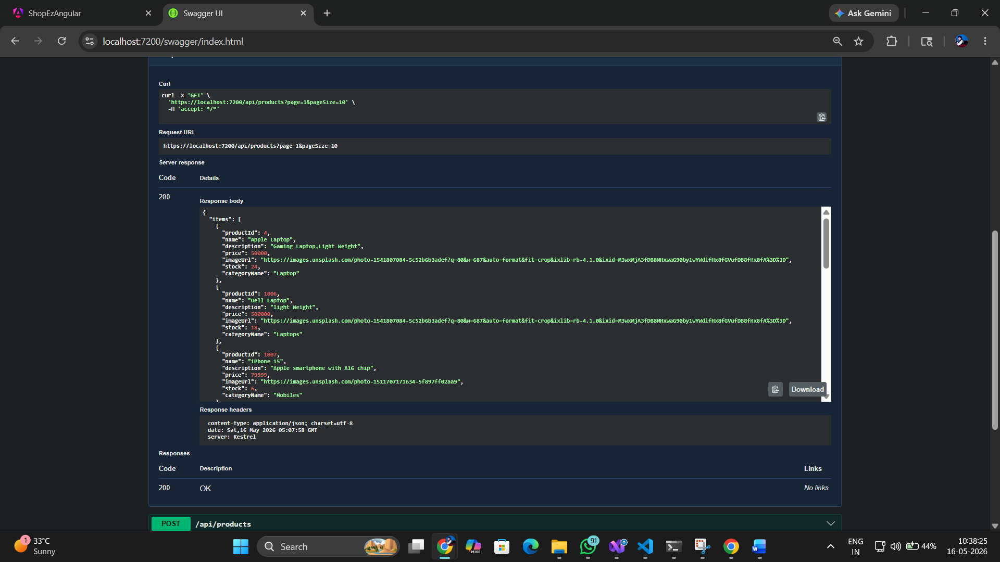 ShopEzAngular
Swagger UI
Ask Gemini
localhost:7200/swagger/index.html
Curl
curl -X 'GET' \
'https://localhost:7200/api/products?page=1&pageSize=10' \
-H 'accept: */*'
Request URL
https://localhost:7200/api/products?page=1&pageSize=10
Server response
Code Details
200
Response body
{
"items": [
{
"productId": 4,
"name": "Apple Laptop",
"description": "Gaming Laptop,Light Weight",
"price": 50000,
"imageUrl": "https://images.unsplash.com/photo-1541807084-5c52b6b3adef?q=80&w=687&auto=format&fit=crop&ixlib=rb-4.1.0&ixid=M3wxMjA3fDB8MHxwaG90by1wYWdlfHx8fGVufDB8fHx8fA%3D%3D",
"stock": 24,
"categoryName": "Laptop"
},
{
"productId": 1006,
"name": "Dell Laptop",
"description": "light Weight",
"price": 500000,
"imageUrl": "https://images.unsplash.com/photo-1541807084-5c52b6b3adef?q=80&w=687&auto=format&fit=crop&ixlib=rb-4.1.0&ixid=M3wxMjA3fDB8MHxwaG90by1wYWdlfHx8fGVufDB8fHx8fA%3D%3D",
"stock": 18,
"categoryName": "Laptops"
},
{
"productId": 1007,
"name": "iPhone 15",
"description": "Apple smartphone with A16 chip",
"price": 79999,
"imageUrl": "https://images.unsplash.com/photo-1511707171634-5f897ff02aa9",
"stock": 6,
"categoryName": "Mobiles"
Download
Response headers
content-type: application/json; charset=utf-8
date: Sat,16 May 2026 05:07:58 GMT
server: Kestrel
Responses
Code Description Links
200 OK No links
POST /api/products
1
33°C
Sunny
Search
M365
91
ENG
IN
44%
10:38:25
16-05-2026